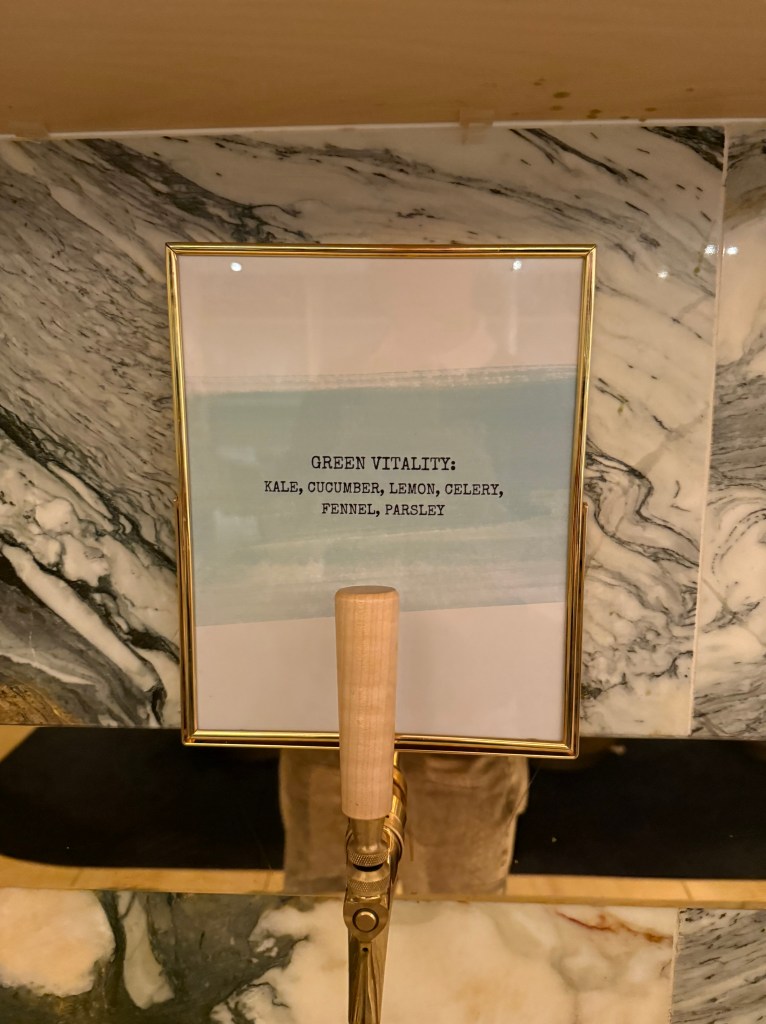 GREEN VITALITY:
KALE, CUCUMBER, LEMON, CELERY,
FENNEL, PARSLEY